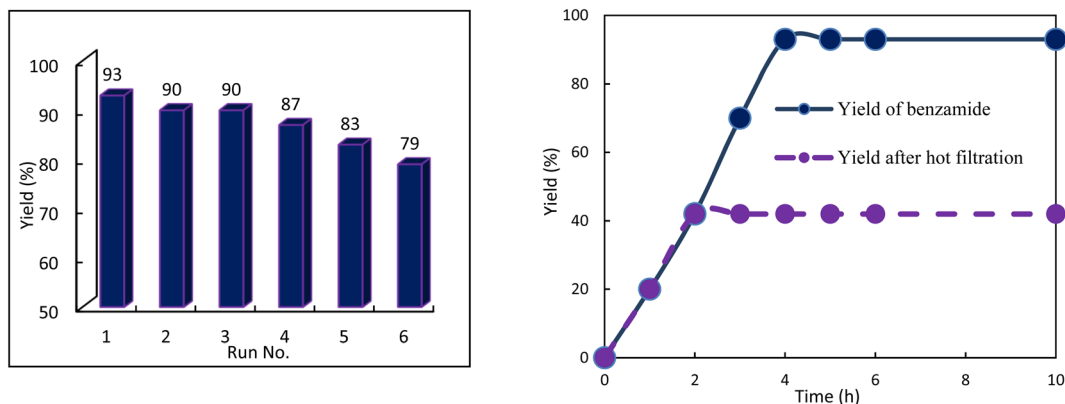 100
90
80
70
60
50
Yield (%)
93
90
90
87
83
79
1 2 3 4 5 6
Run No.
100
80
60
40
20
0
Yield (%)
Yield of benzamide
Yield after hot filtration
0 2 4 6 8 10
Time (h)